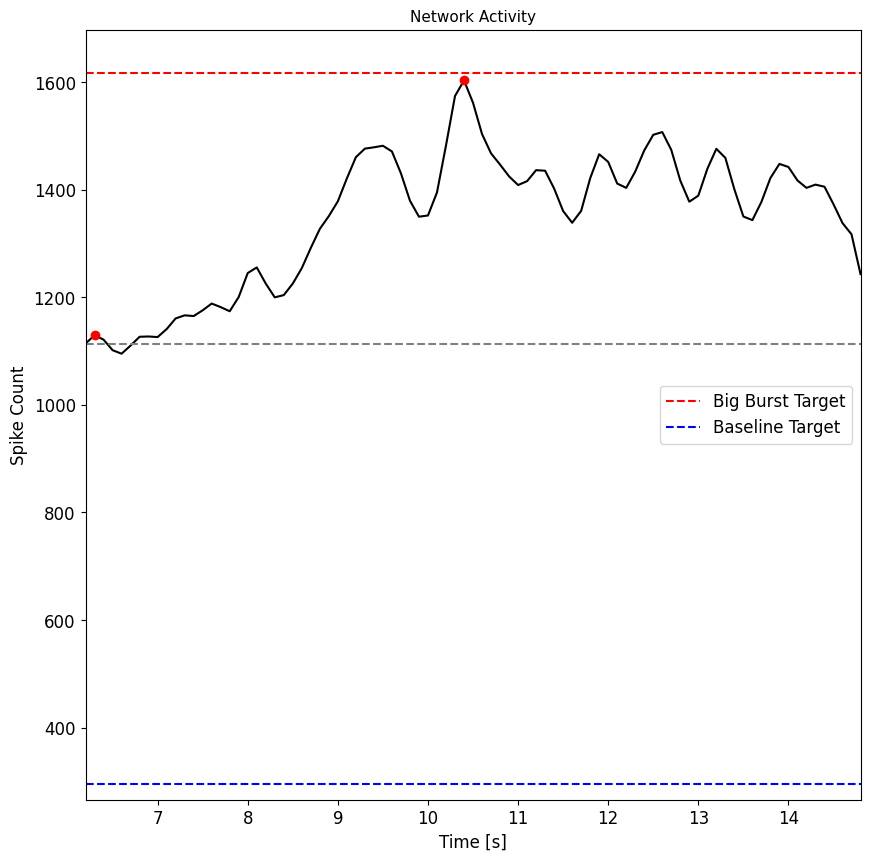 Network Activity
1600
1400
1200
1000
800
600
400
Spike Count
Big Burst Target
Baseline Target
7 8 9 10 11 12 13 14
Time [s]